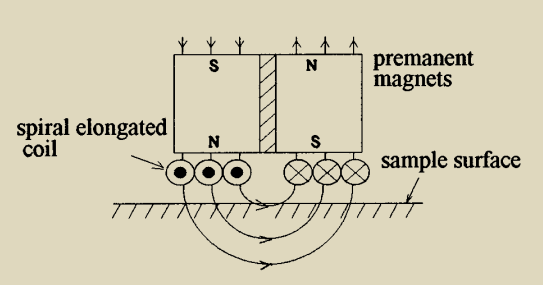 S
N
premanent
magnets
N
S
spiral elongated
coil
sample surface